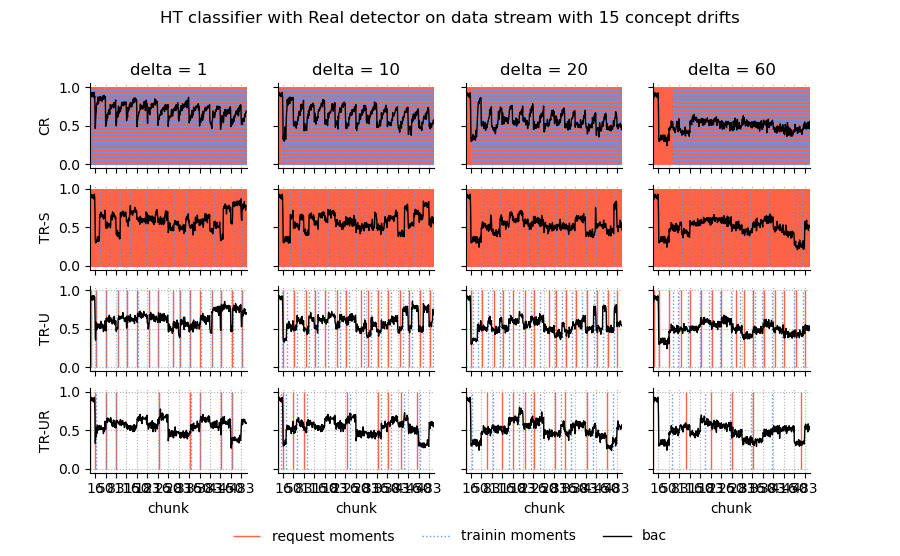 HT classifier with Real detector on data stream with 15 concept drifts
delta = 1 delta = 10 delta = 20 delta = 60
1.0
CR 0.5
0.0
1.0
TR-S 0.5
0.0
1.0
TR-U 0.5
0.0
1.0
TR-UR 0.5
0.0
chunk chunk chunk chunk
request moments trainin moments bac